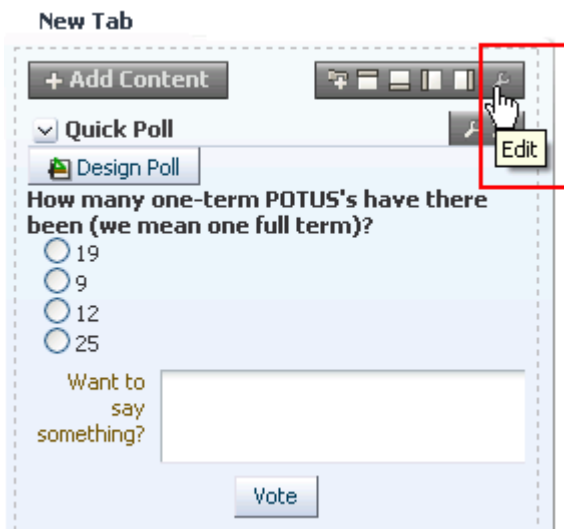 New Tab
+ Add Content
Quick Poll
Edit
Design Poll
How many one-term POTUS's have there
been (we mean one full term)?
19
9
12
25
Want to
say
something?
Vote